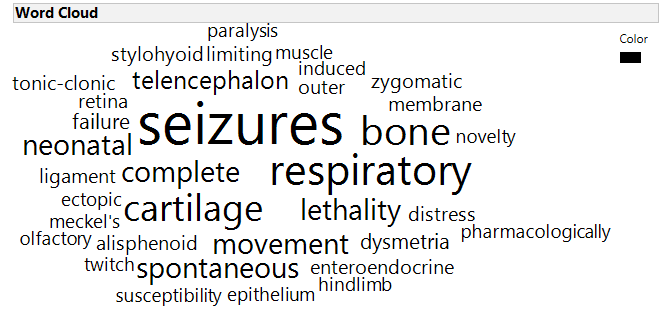 Word Cloud
Color
paralysis
stylohyoid limiting muscle
induced
tonic-clonic telencephalon outer zygomatic
retina membrane
failure seizures bone novelty
neonatal
ligament complete respiratory
ectopic cartilage lethality distress
meckel's
olfactory alisphenoid movement dysmetria pharmacologically
twitch spontaneous enteroendocrine
susceptibility epithelium hindlimb